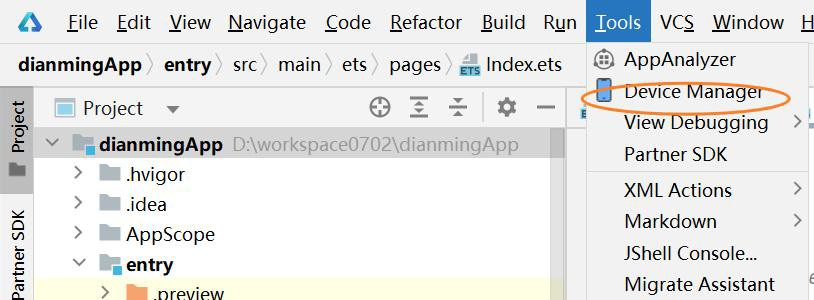 File Edit View Navigate Code Refactor Build Run Tools VCS Window H
dianmingApp entry src main ets pages ETS Index.ets
Project
Project
dianmingApp D:\workspace0702\dianmingApp
.hvigor
.idea
AppScope
entry
.preview
Partner SDK
AppAnalyzer
Device Manager
View Debugging
Partner SDK
XML Actions
Markdown
JShell Console...
Migrate Assistant